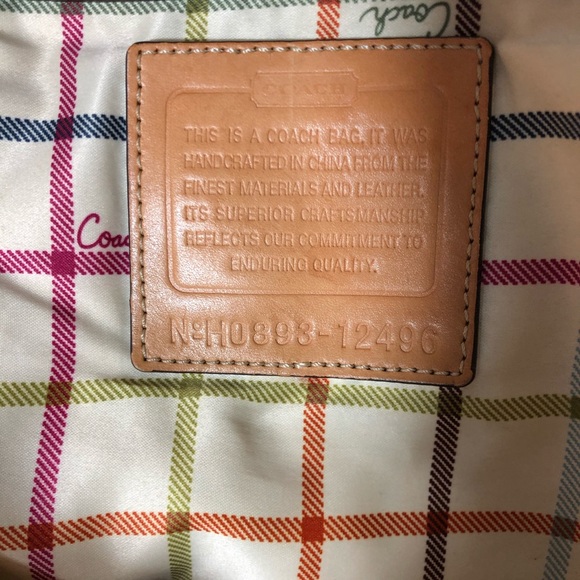 Coach
COACH
THIS IS A COACH BAG. IT WAS
HANDCRAFTED IN CHINA FROM THE
FINEST MATERIALS AND LEATHER.
ITS SUPERIOR CRAFTSMANSHIP
REFLECTS OUR COMMITMENT TO
ENDURING QUALITY.
Coac
Nº H0893-12496